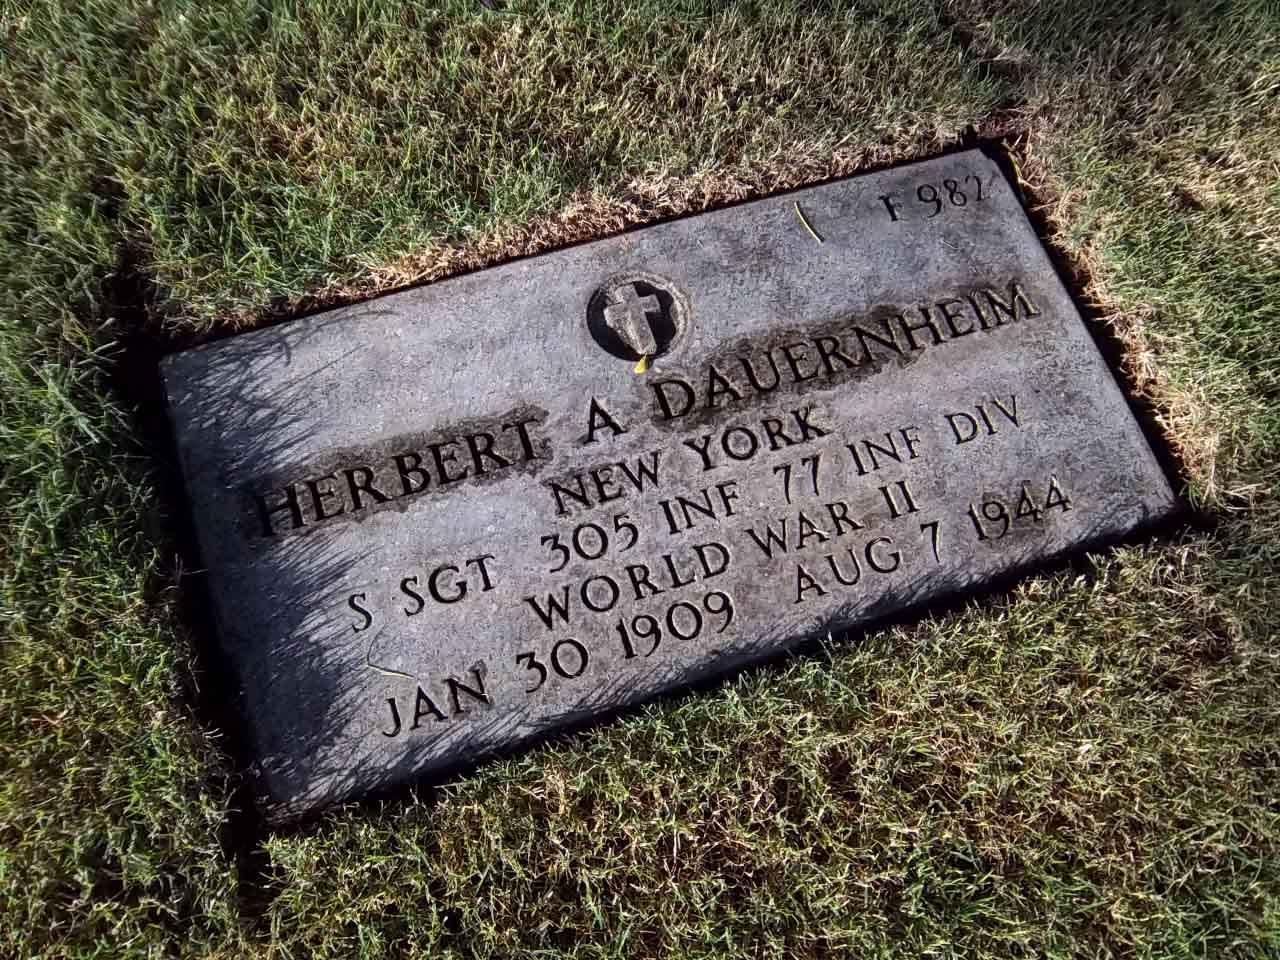 F 982
HERBERT A DAUERNHEIM
NEW YORK
S SGT 305 INF 77 INF DIV
WORLD WAR II
JAN 30 1909 AUG 7 1944